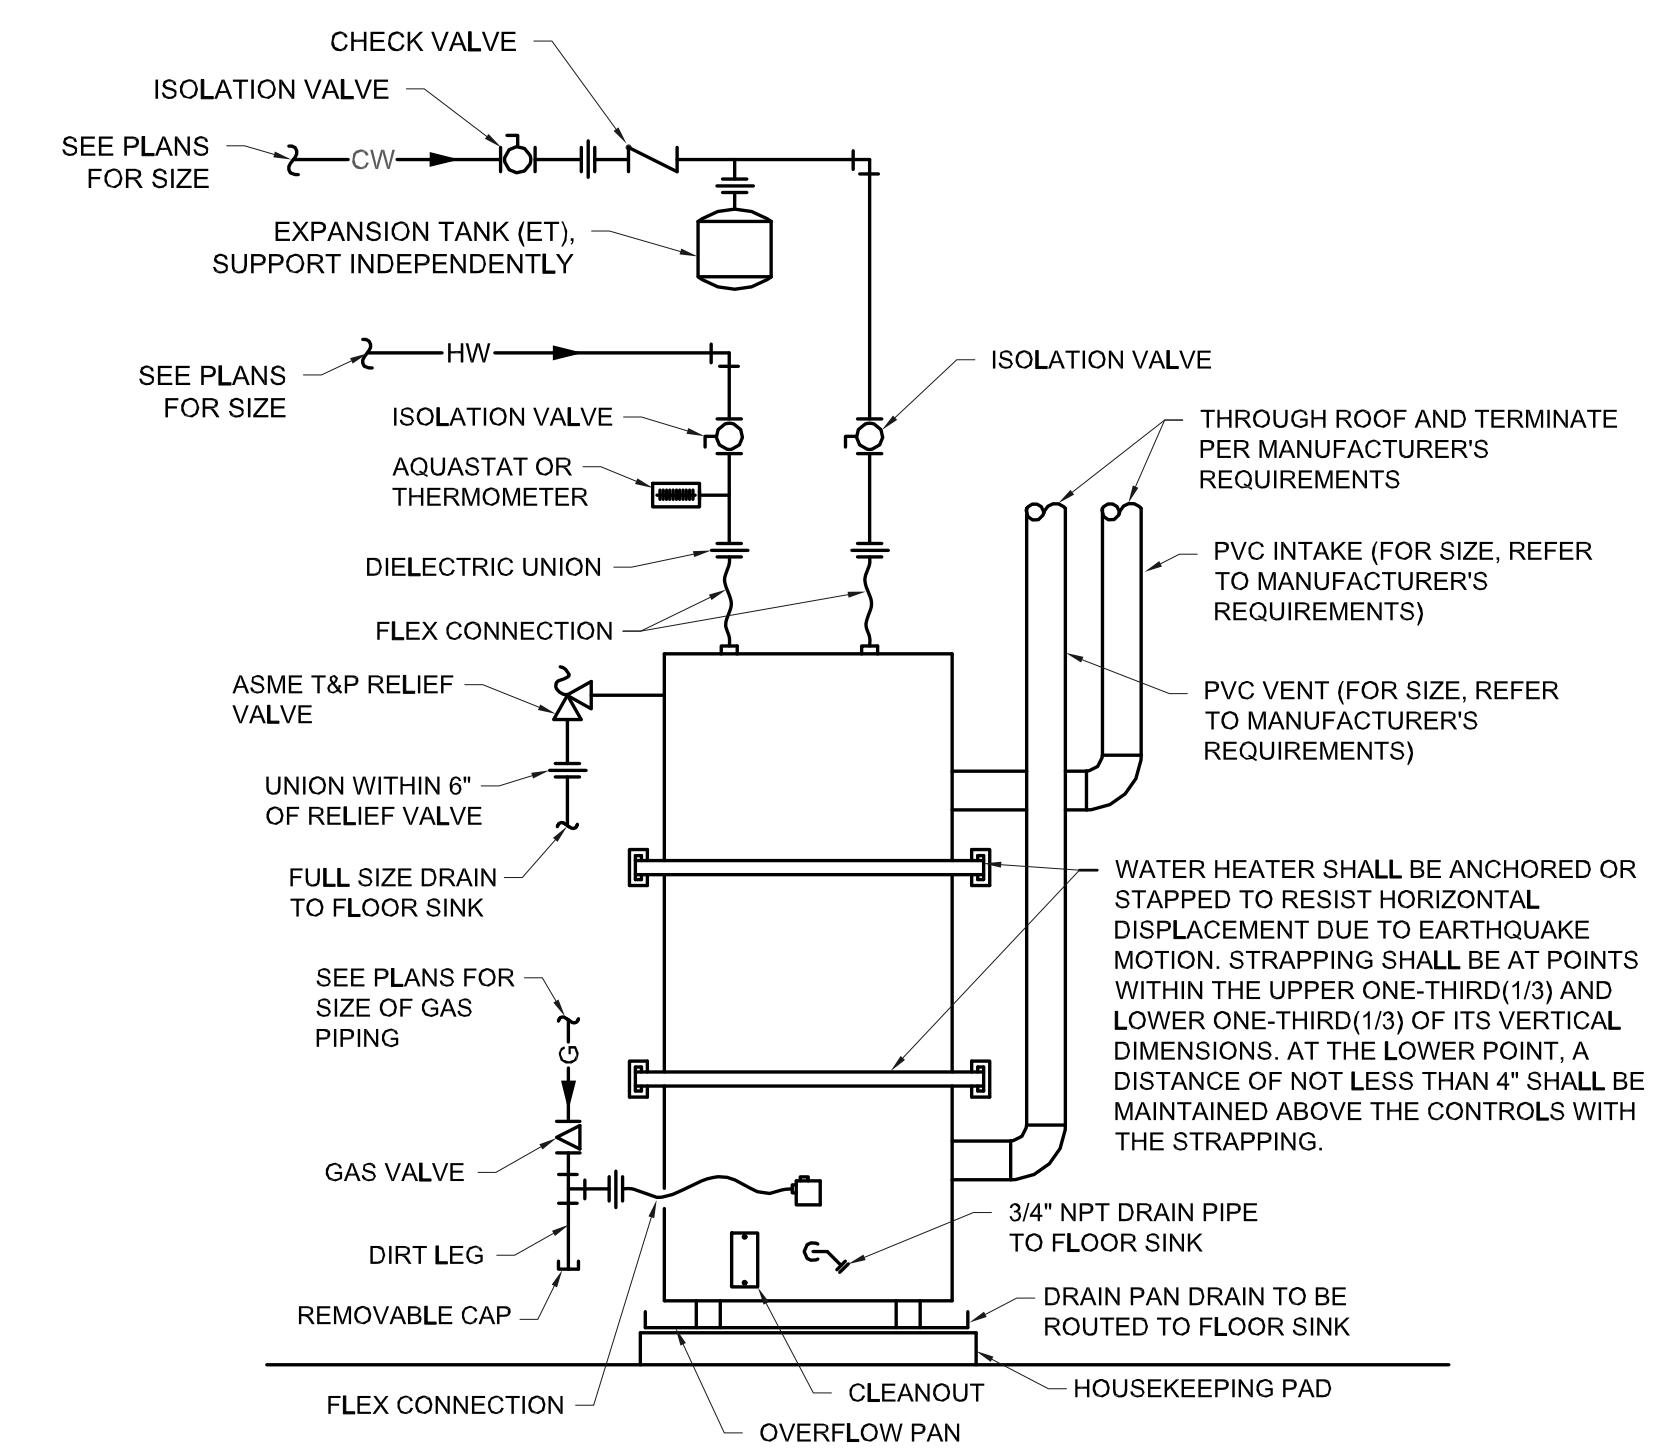 CHECK VALVE
ISOLATION VALVE
SEE PLANS
FOR SIZE
CW
EXPANSION TANK (ET),
SUPPORT INDEPENDENTLY
HW
SEE PLANS
FOR SIZE
ISOLATION VALVE
ISOLATION VALVE
AQUASTAT OR
THERMOMETER
THROUGH ROOF AND TERMINATE
PER MANUFACTURER'S
REQUIREMENTS
DIELECTRIC UNION
PVC INTAKE (FOR SIZE, REFER
TO MANUFACTURER'S
REQUIREMENTS)
FLEX CONNECTION
ASME T&P RELIEF
VALVE
PVC VENT (FOR SIZE, REFER
TO MANUFACTURER'S
REQUIREMENTS)
UNION WITHIN 6"
OF RELIEF VALVE
FULL SIZE DRAIN
TO FLOOR SINK
WATER HEATER SHALL BE ANCHORED OR
STAPPED TO RESIST HORIZONTAL
DISPLACEMENT DUE TO EARTHQUAKE
MOTION. STRAPPING SHALL BE AT POINTS
WITHIN THE UPPER ONE-THIRD(1/3) AND
LOWER ONE-THIRD(1/3) OF ITS VERTICAL
DIMENSIONS. AT THE LOWER POINT, A
DISTANCE OF NOT LESS THAN 4" SHALL BE
MAINTAINED ABOVE THE CONTROLS WITH
THE STRAPPING.
SEE PLANS FOR
SIZE OF GAS
PIPING
G
GAS VALVE
3/4" NPT DRAIN PIPE
TO FLOOR SINK
DIRT LEG
REMOVABLE CAP
DRAIN PAN DRAIN TO BE
ROUTED TO FLOOR SINK
FLEX CONNECTION
CLEANOUT
HOUSEKEEPING PAD
OVERFLOW PAN